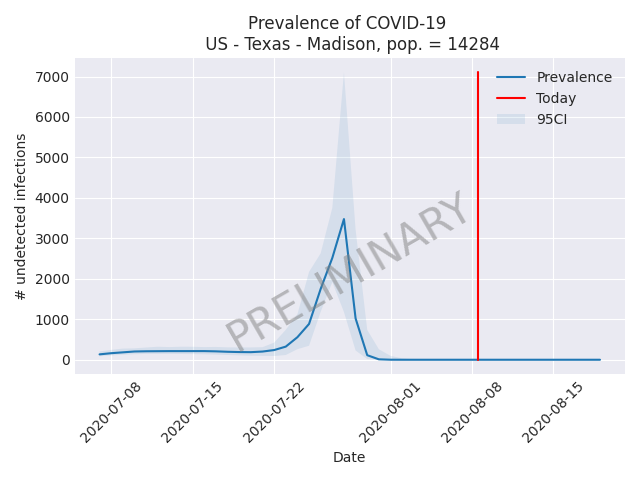 Prevalence of COVID-19
US - Texas - Madison, pop. = 14284
7000
6000
5000
4000
3000
2000
1000
0
# undetected infections
Prevalence
Today
95CI
PRELIMINARY
2020-07-08
2020-07-15
2020-07-22
2020-08-01
2020-08-08
2020-08-15
Date